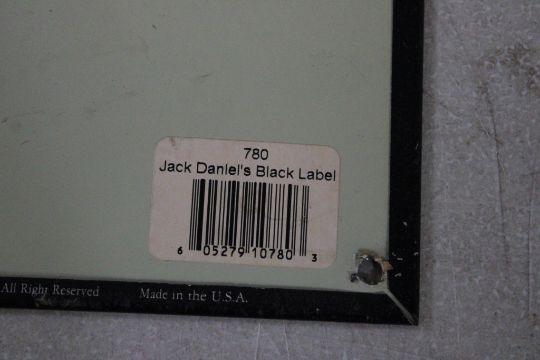 780
Jack Daniel's Black Label
6 05279 10780 3
All Right Reserved Made in the U.S.A.